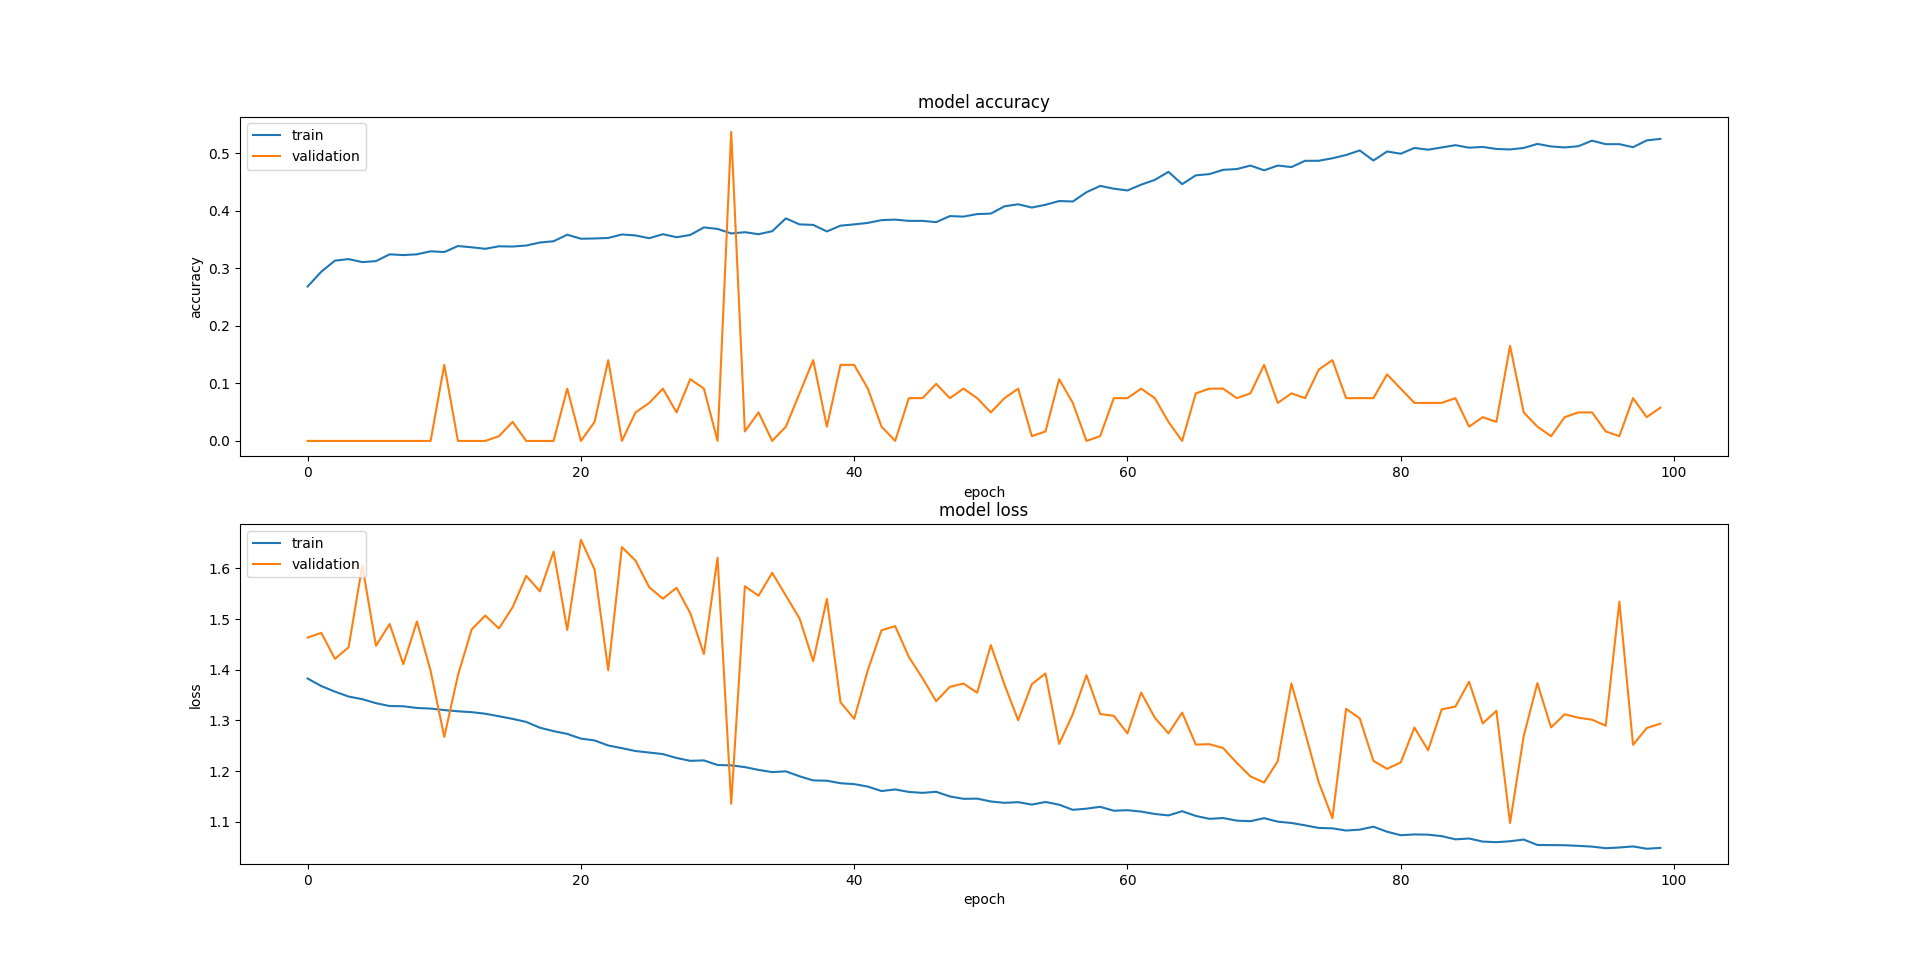 model accuracy
train
validation
0.5
0.4
0.3
0.2
0.1
0.0
accuracy
0 20 40 60 80 100
epoch
model loss
train
validation
1.6
1.5
1.4
1.3
1.2
1.1
loss
0 20 40 60 80 100
epoch